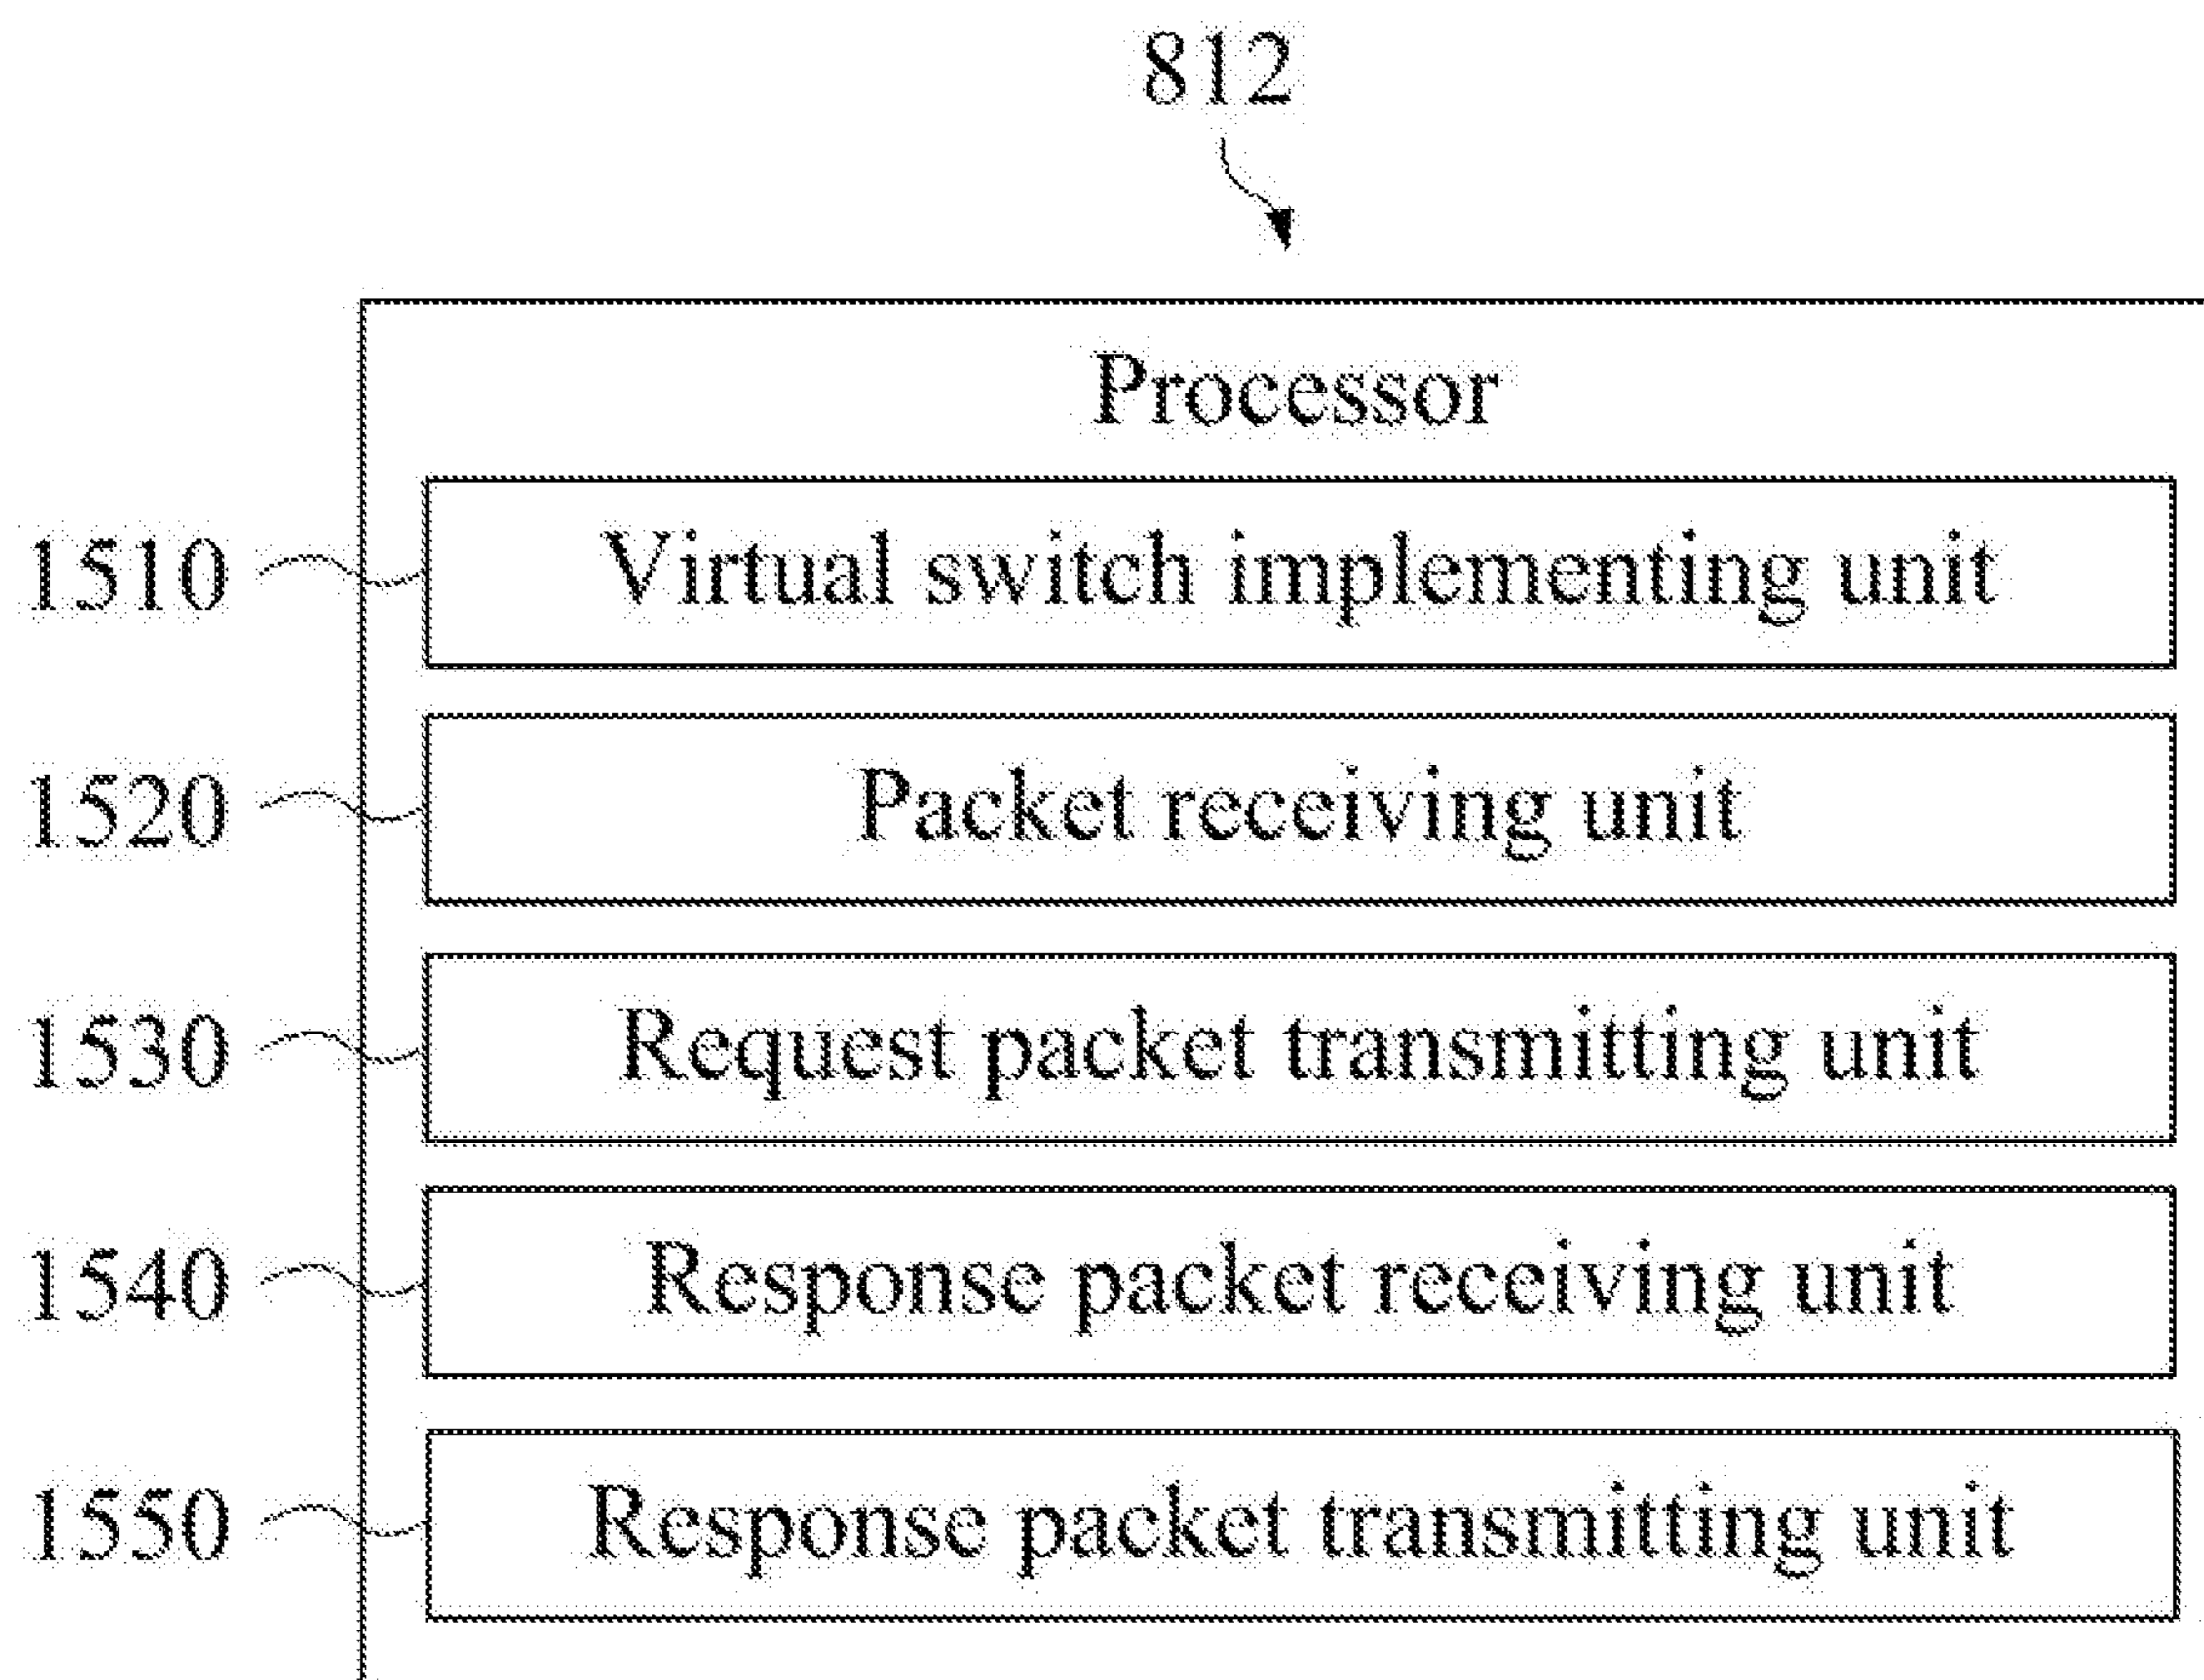 812
Processor
1510 Virtual switch implementing unit
1520 Packet receiving unit
1530 Request packet transmitting unit
1540 Response packet receiving unit
1550 Response packet transmitting unit